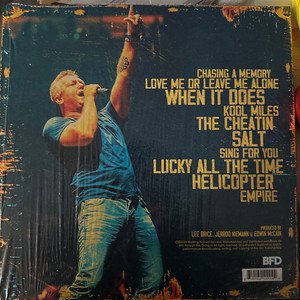 CHASING A MEMORY
LOVE ME OR LEAVE ME ALONE
WHEN IT DOES
KOOL MILES
THE CHEATIN'
SALT
SING FOR YOU
LUCKY ALL THE TIME
HELICOPTER
EMPIRE
PRODUCED BY
LEE BRICE, JERROD NIEMANN & EDWIN McCAIN
BFD